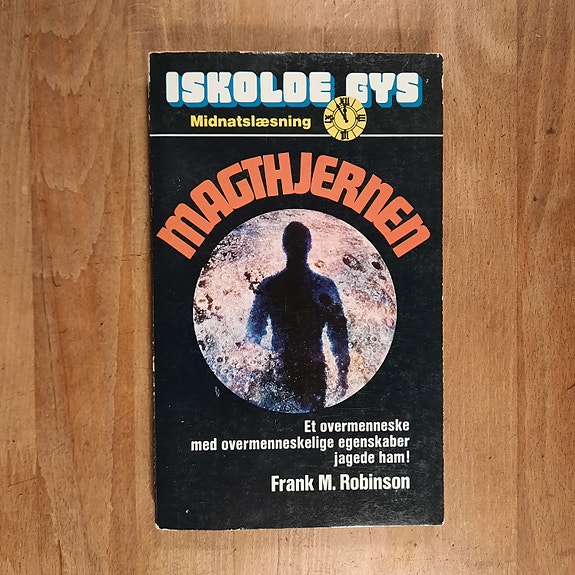 ISKOLDE GYS
Midnatslæsning
MAGTHJERNEN
Et overmenneske
med overmenneskelige egenskaber
jagede ham!
Frank M. Robinson